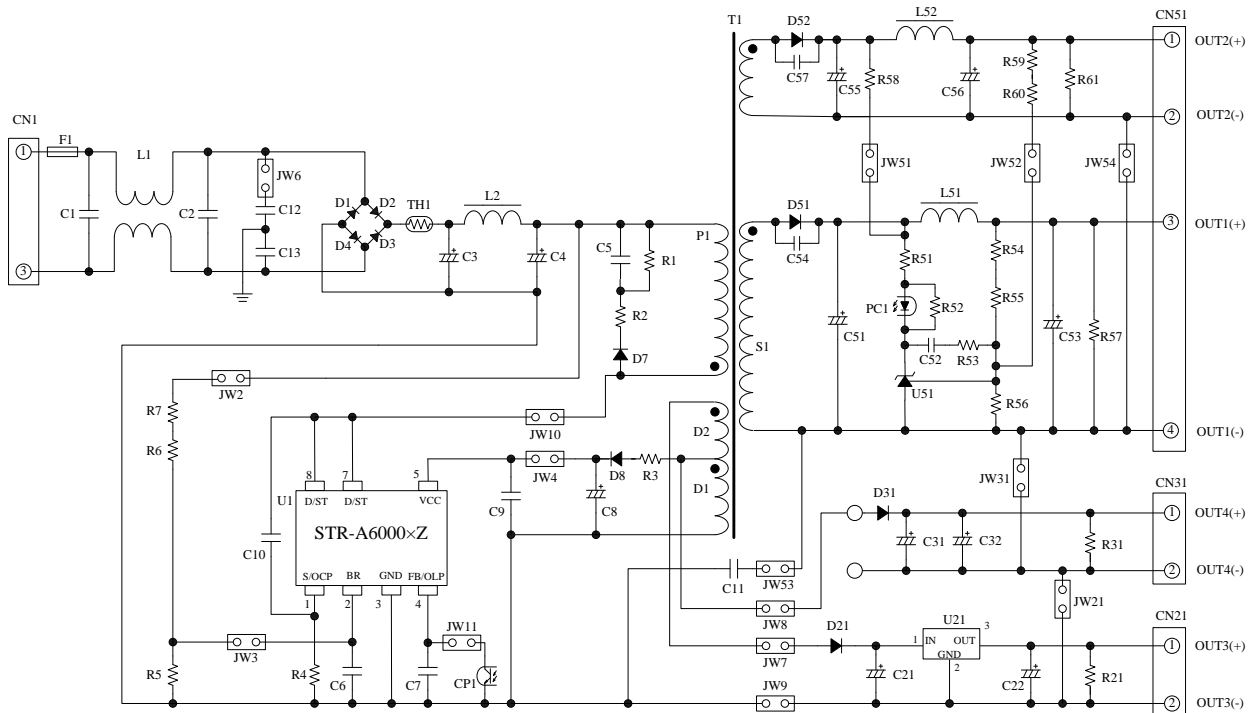 T1
D52
L52
CN51
1
OUT2(+)
C57
C55
R58
C56
R59
R60
R61
2
OUT2(-)
CN1
1
F1
L1
JW6
JW51
JW52
JW54
C1
C2
C12
C13
D1
D2
D4
D3
TH1
L2
C3
C4
C5
R1
P1
D51
L51
3
OUT1(+)
C54
R51
R54
3
R2
D7
PC1
R52
R55
C51
S1
C52
R53
C53
R57
U51
R56
JW2
R7
R6
JW10
D2
4
OUT1(-)
8
7
5
U1
D/ST
D/ST
VCC
JW4
D8
R3
D1
JW31
C9
C8
STR-A6000×Z
C10
D31
CN31
1
OUT4(+)
C31
C32
R31
S/OCP
BR
GND
FB/OLP
1
2
3
4
C11
JW53
2
OUT4(-)
JW8
JW21
CN21
JW3
JW11
JW7
D21
U21
1
IN
OUT
3
GND
2
1
OUT3(+)
R5
R4
C6
C7
CP1
C21
C22
R21
JW9
2
OUT3(-)